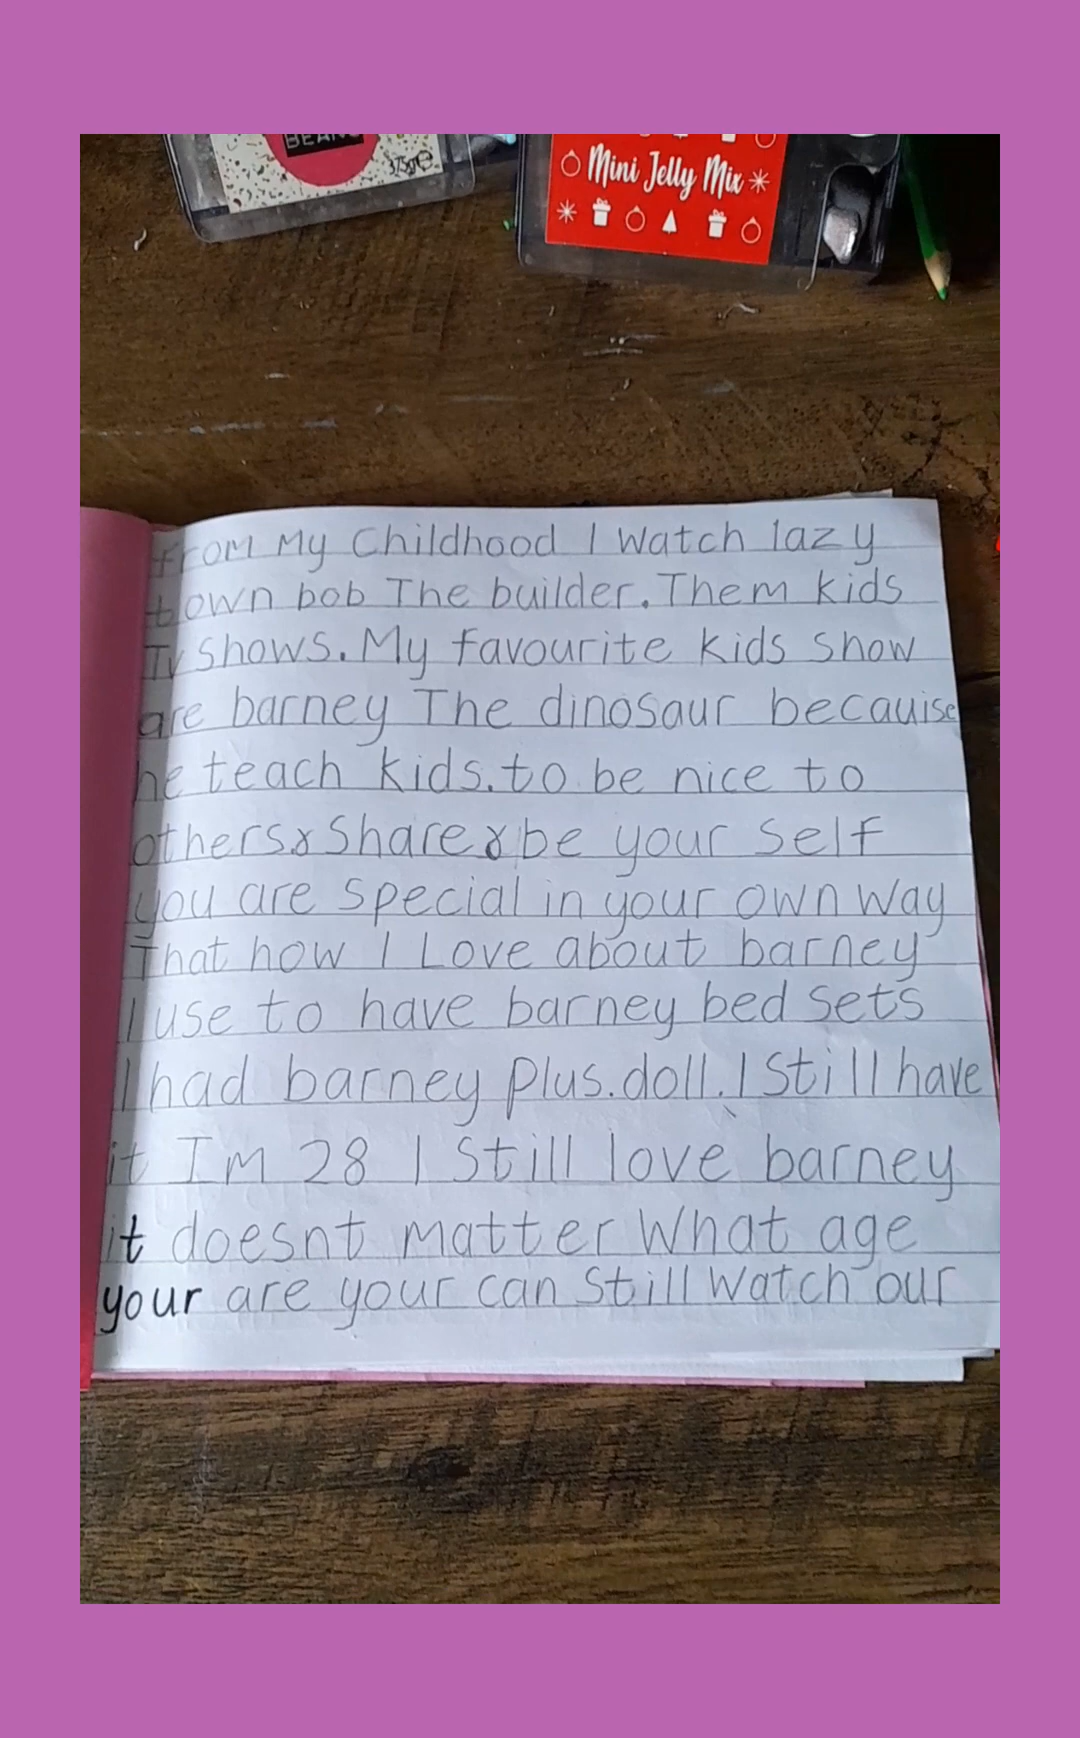 BEANS
375g℮
Mini Jelly Mix
From My Childhood I Watch lazy
town bob The builder. Them kids
Tv Shows. My favourite kids Show
are barney The dinosaur becauise
he teach kids. to be nice to
others & Share & be your Self
you are Special in your own way
That how I Love about barney
I use to have barney bed Sets
I had barney Plus. doll. I Still have
it Im 28 I Still love barney
it doesnt matter What age
your are your can Still Watch our